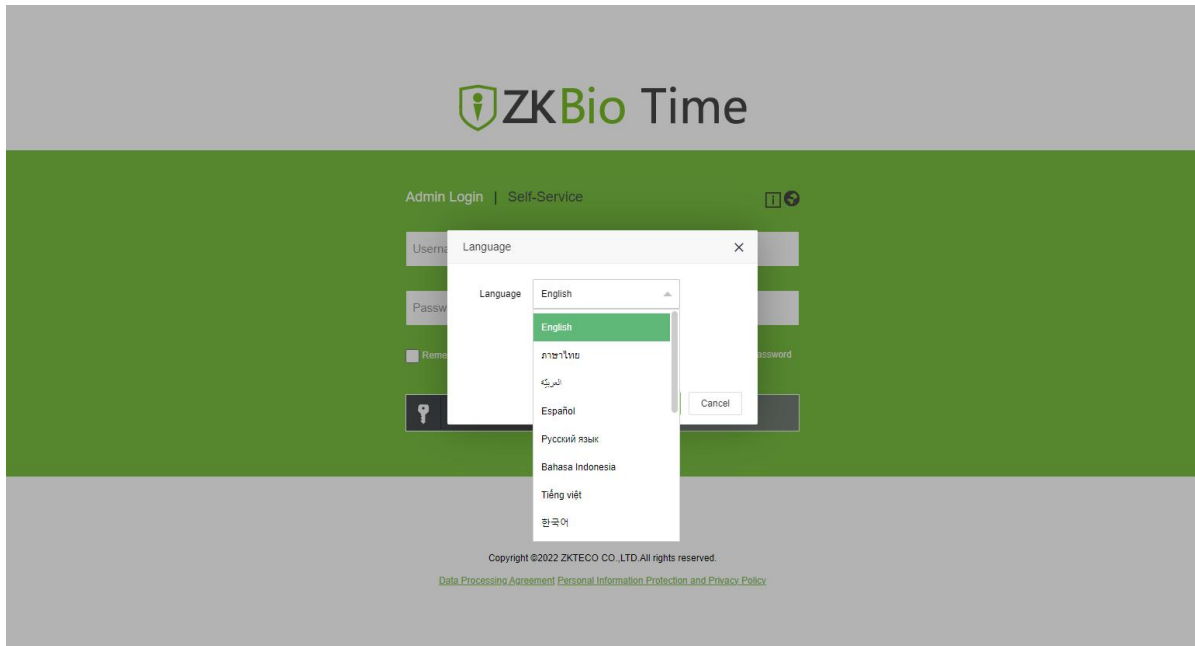 ZKBio Time
Admin Login | Self-Service
Language
Language English
English
ภาษาไทย
العربيّة
Español
Русский язык
Bahasa Indonesia
Tiếng việt
한국어
Cancel
Copyright ©2022 ZKTECO CO.,LTD.All rights reserved.
Data Processing Agreement Personal Information Protection and Privacy Policy